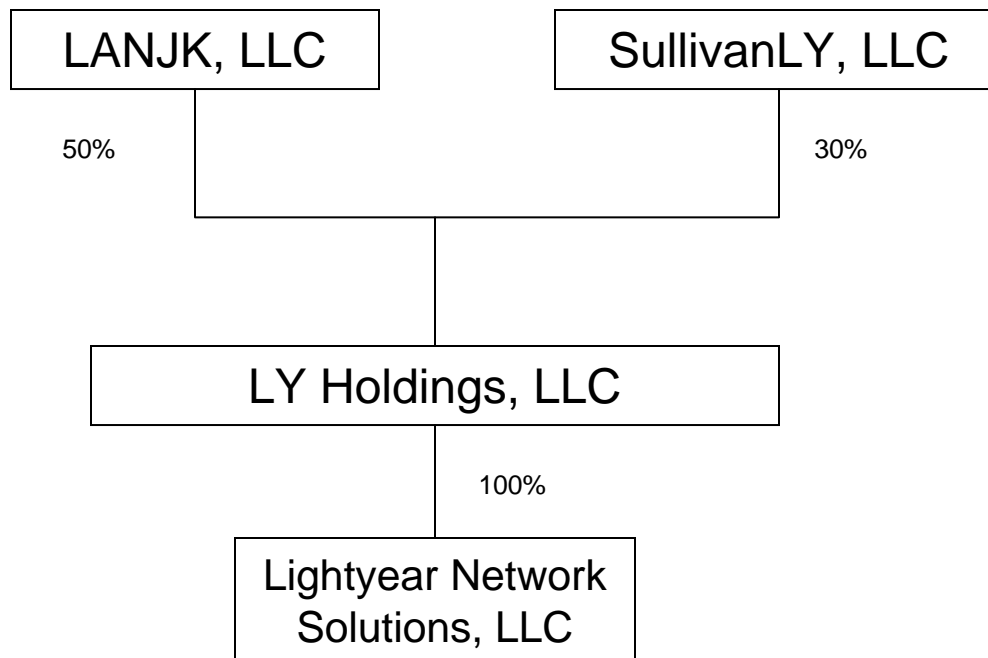 LANJK, LLC
SullivanLY, LLC
50%
30%
LY Holdings, LLC
100%
Lightyear Network
Solutions, LLC